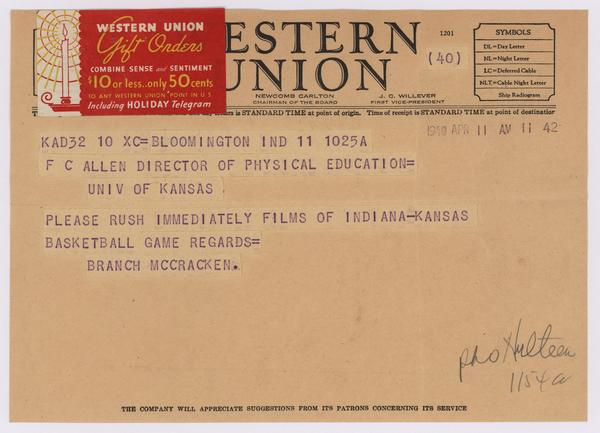 WESTERN UNION
Gift Orders
COMBINE SENSE and SENTIMENT
$10 or less..only 50 cents
TO ANY WESTERN UNION POINT IN U.S.
Including HOLIDAY Telegram
ESTERN
UNION
1201
(40)
SYMBOLS
DL = Day Letter
NL = Night Letter
LC = Deferred Cable
NLT = Cable Night Letter
Ship Radiogram
NEWCOMB CARLTON
CHAIRMAN OF THE BOARD
J. C. WILLEVER
FIRST VICE-PRESIDENT
is STANDARD TIME at point of origin. Time of receipt is STANDARD TIME at point of destination
1940 APR 11 AM 11 42
KAD32 10 XC=BLOOMINGTON IND 11 1025A
F C ALLEN DIRECTOR OF PHYSICAL EDUCATION=
UNIV OF KANSAS
PLEASE RUSH IMMEDIATELY FILMS OF INDIANA-KANSAS
BASKETBALL GAME REGARDS=
BRANCH MCCRACKEN.
pho Hulteen
1154a
THE COMPANY WILL APPRECIATE SUGGESTIONS FROM ITS PATRONS CONCERNING ITS SERVICE